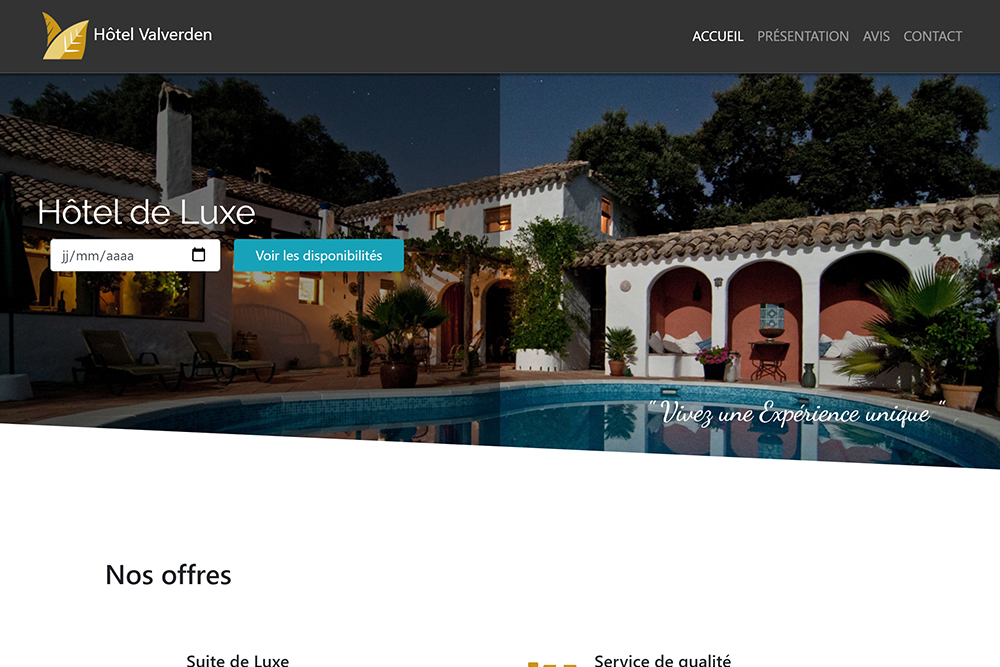 Hôtel Valverden
ACCUEIL PRÉSENTATION AVIS CONTACT
Hôtel de Luxe
jj/mm/aaaa
Voir les disponibilités
“ Vivez une Expérience unique “
Nos offres
Suite de Luxe
Service de qualité